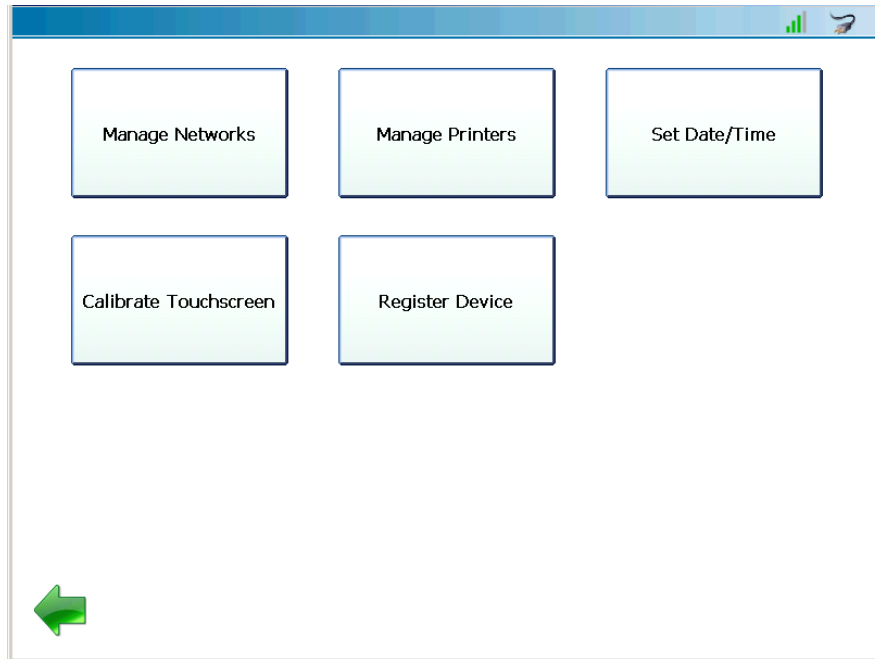 Manage Networks
Manage Printers
Set Date/Time
Calibrate Touchscreen
Register Device